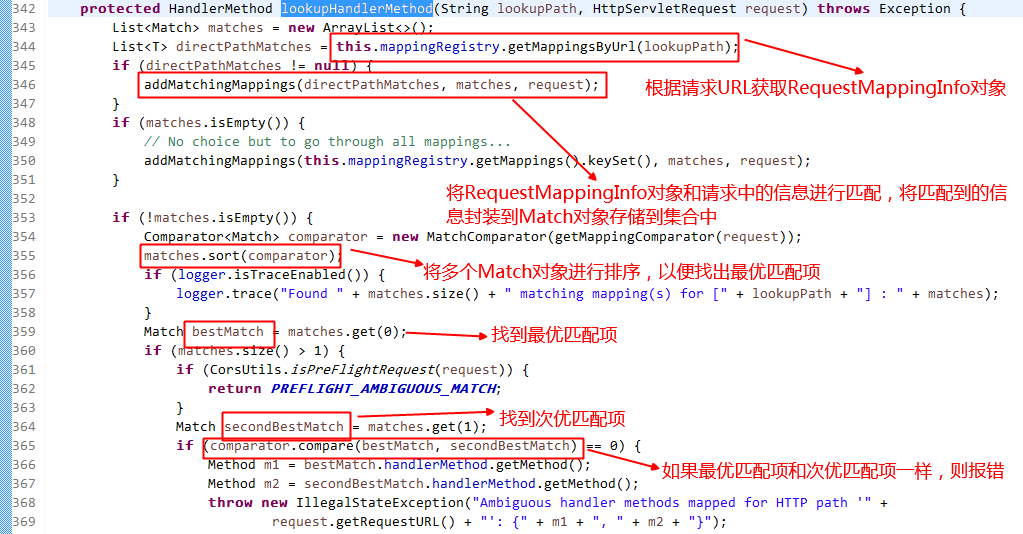 342 protected HandlerMethod lookupHandlerMethod(String lookupPath, HttpServletRequest request) throws Exception {
343 List<Match> matches = new ArrayList<>();
344 List<T> directPathMatches = this.mappingRegistry.getMappingsByUrl(lookupPath);
345 if (directPathMatches != null) {
根据请求URL获取RequestMappingInfo对象
346 addMatchingMappings(directPathMatches, matches, request);
347 }
348 if (matches.isEmpty()) {
349 // No choice but to go through all mappings...
350 addMatchingMappings(this.mappingRegistry.getMappings().keySet(), matches, request);
351 }
352
将RequestMappingInfo对象和请求中的信息进行匹配，将匹配到的信
息封装到Match对象存储到集合中
353 if (!matches.isEmpty()) {
354 Comparator<Match> comparator = new MatchComparator(getMappingComparator(request));
355 matches.sort(comparator);
将多个Match对象进行排序，以便找出最优匹配项
356 if (logger.isTraceEnabled()) {
357 logger.trace("Found " + matches.size() + " matching mapping(s) for [" + lookupPath + "] : " + matches);
358 }
359 Match bestMatch = matches.get(0);
找到最优匹配项
360 if (matches.size() > 1) {
361 if (CorsUtils.isPreFlightRequest(request)) {
362 return PREFLIGHT_AMBIGUOUS_MATCH;
363 }
364 Match secondBestMatch = matches.get(1);
找到次优匹配项
365 if (comparator.compare(bestMatch, secondBestMatch) == 0) {
366 Method m1 = bestMatch.handlerMethod.getMethod();
如果最优匹配项和次优匹配项一样，则报错
367 Method m2 = secondBestMatch.handlerMethod.getMethod();
368 throw new IllegalStateException("Ambiguous handler methods mapped for HTTP path '" +
369 request.getRequestURL() + "': {" + m1 + ", " + m2 + "}");